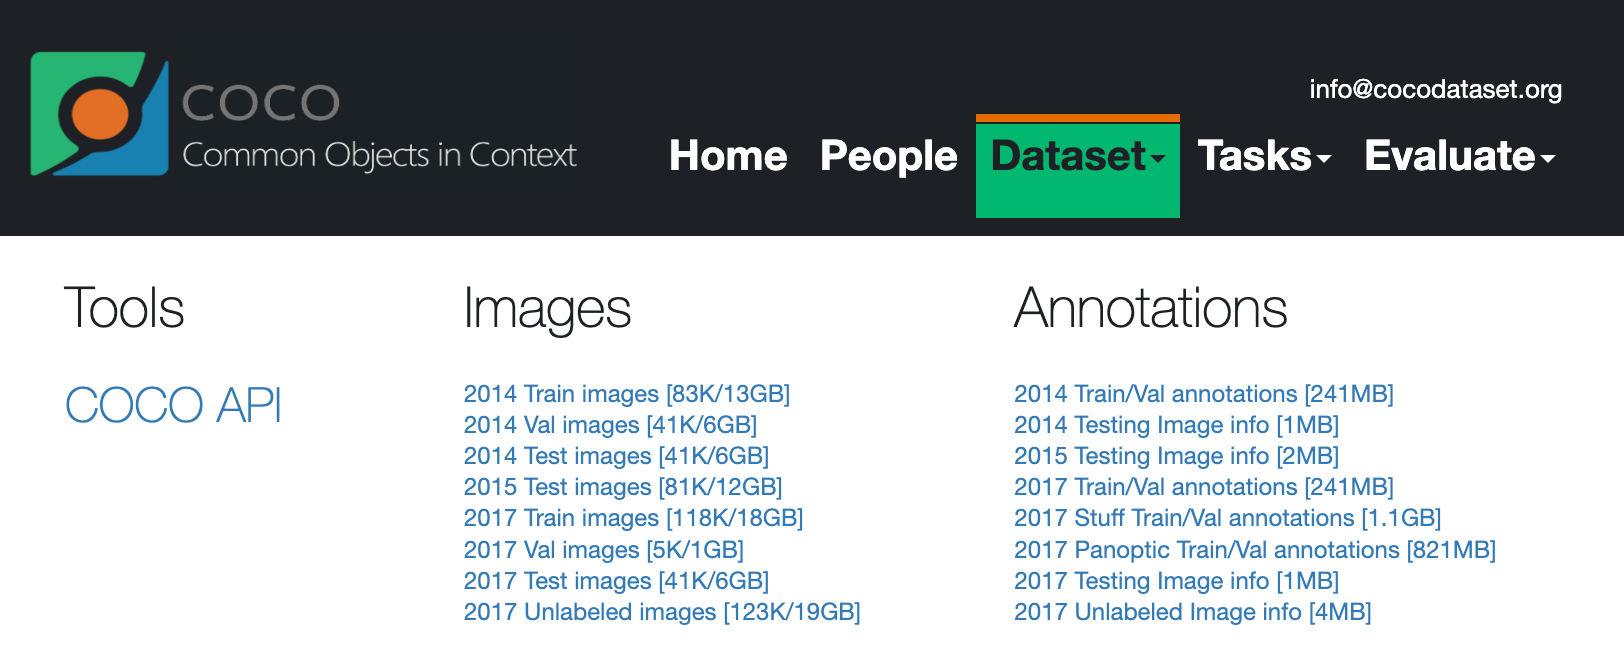 coco
Common Objects in Context
info@cocodataset.org
Home People Dataset Tasks Evaluate
Tools
COCO API
Images
2014 Train images [83K/13GB]
2014 Val images [41K/6GB]
2014 Test images [41K/6GB]
2015 Test images [81K/12GB]
2017 Train images [118K/18GB]
2017 Val images [5K/1GB]
2017 Test images [41K/6GB]
2017 Unlabeled images [123K/19GB]
Annotations
2014 Train/Val annotations [241MB]
2014 Testing Image info [1MB]
2015 Testing Image info [2MB]
2017 Train/Val annotations [241MB]
2017 Stuff Train/Val annotations [1.1GB]
2017 Panoptic Train/Val annotations [821MB]
2017 Testing Image info [1MB]
2017 Unlabeled Image info [4MB]